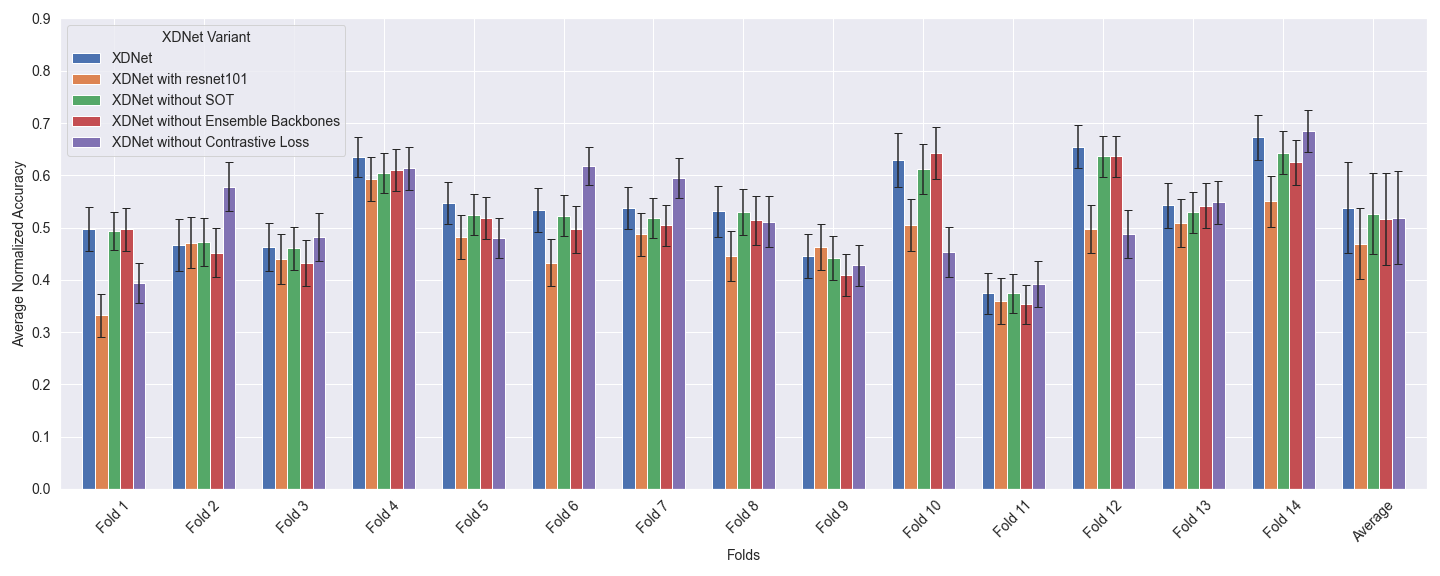 XDNet Variant
XDNet
XDNet with resnet101
XDNet without SOT
XDNet without Ensemble Backbones
XDNet without Contrastive Loss
Average Normalized Accuracy
0.9
0.8
0.7
0.6
0.5
0.4
0.3
0.2
0.1
0.0
Fold 1
Fold 2
Fold 3
Fold 4
Fold 5
Fold 6
Fold 7
Fold 8
Fold 9
Fold 10
Fold 11
Fold 12
Fold 13
Fold 14
Average
Folds